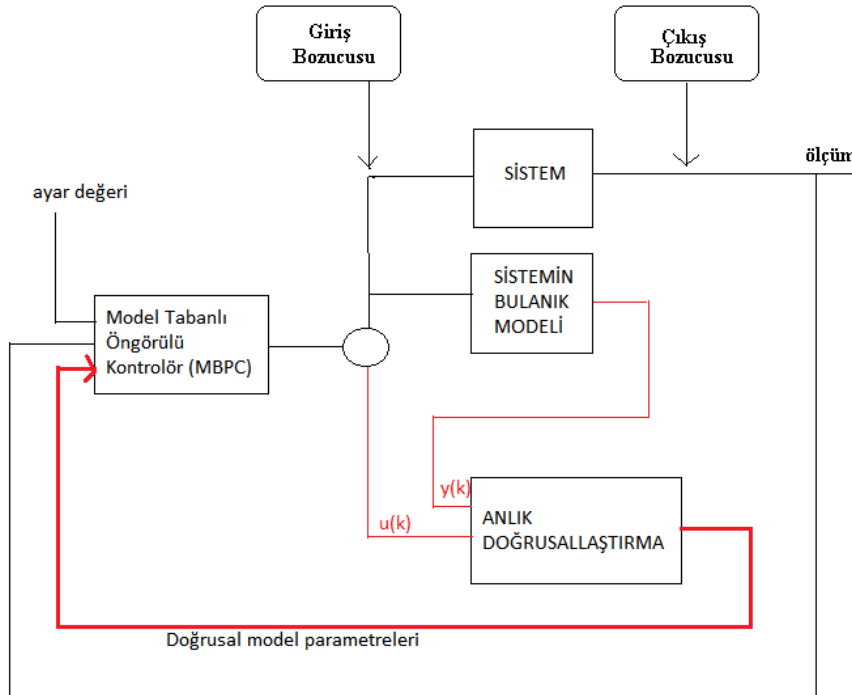 Giriş
Bozucusu
Çıkış
Bozucusu
SİSTEM
ölçüm
ayar değeri
SİSTEMİN
BULANIK
MODELİ
Model Tabanlı
Öngörülü
Kontrolör (MBPC)
y(k)
u(k)
ANLIK
DOĞRUSALLAŞTIRMA
Doğrusal model parametreleri